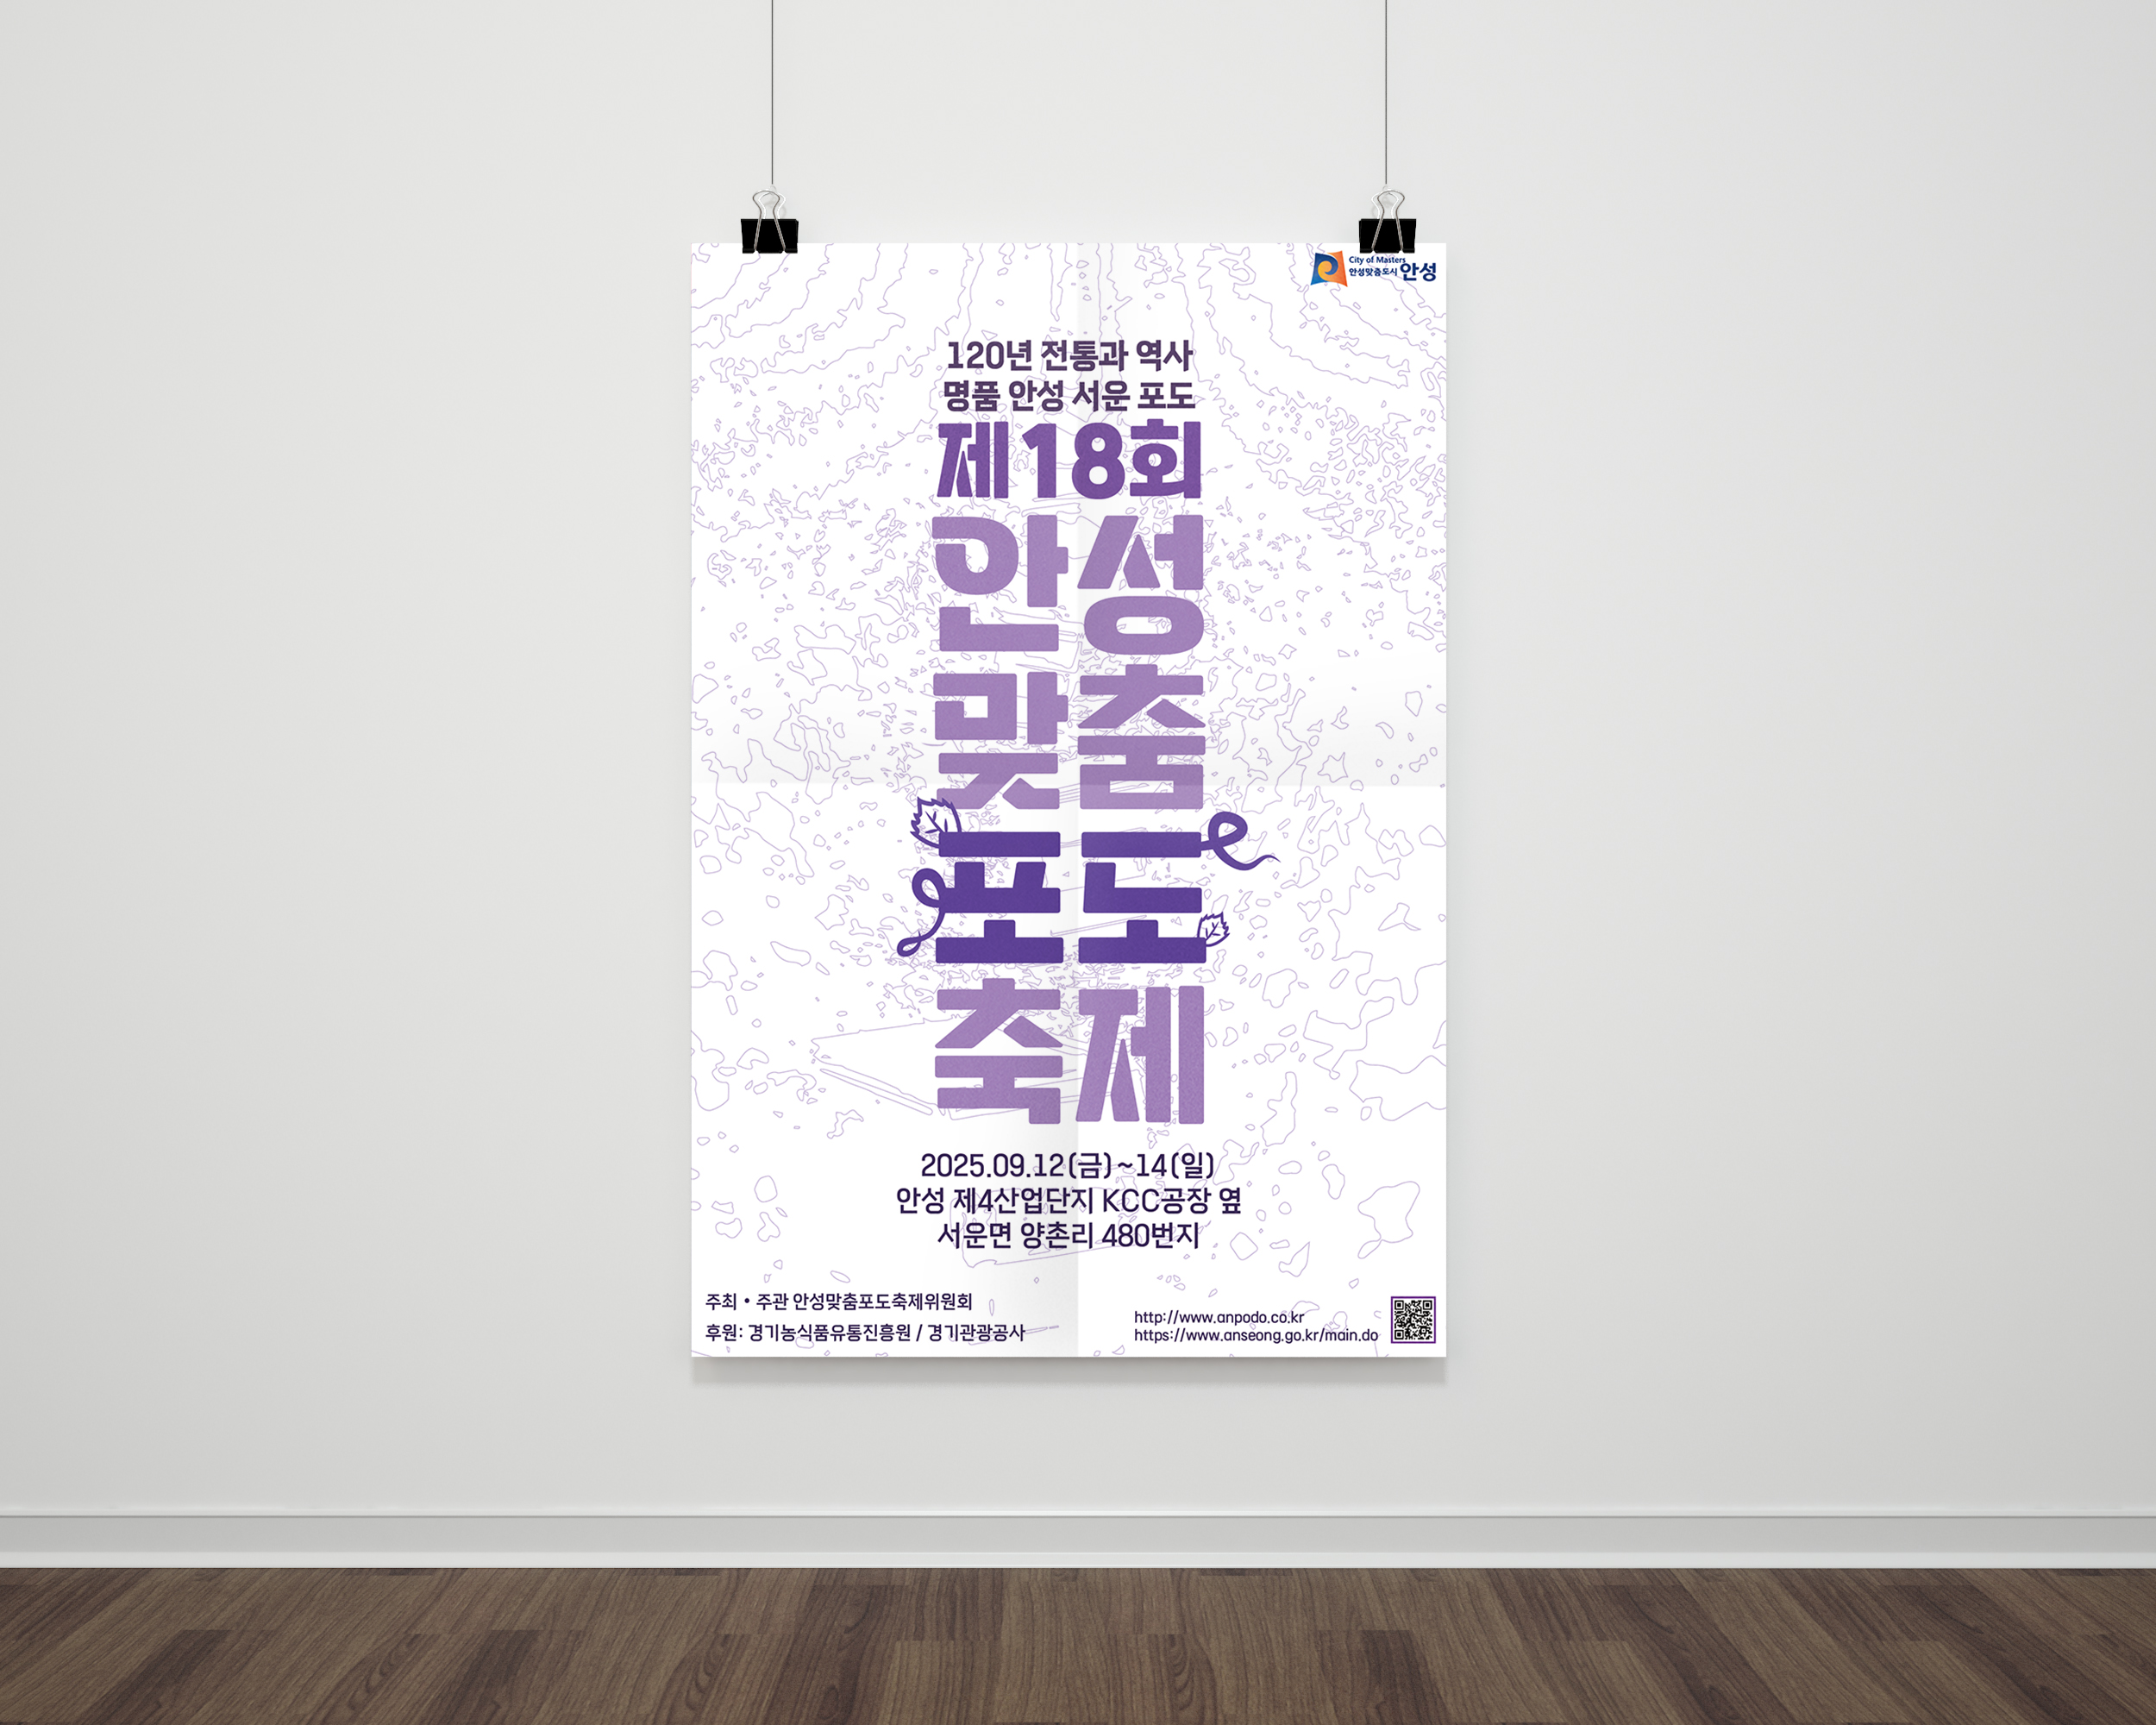 City of Masters
안성맞춤도시 안성
120년 전통과 역사
명품 안성 서운 포도
제18회
안성
맞춤
포도
축제
2025.09.12(금)~14(일)
안성 제4산업단지 KCC공장 옆
서운면 양촌리 480번지
주최 • 주관 안성맞춤포도축제위원회
후원: 경기농식품유통진흥원 / 경기관광공사
http://www.anpodo.co.kr
https://www.anseong.go.kr/main.do